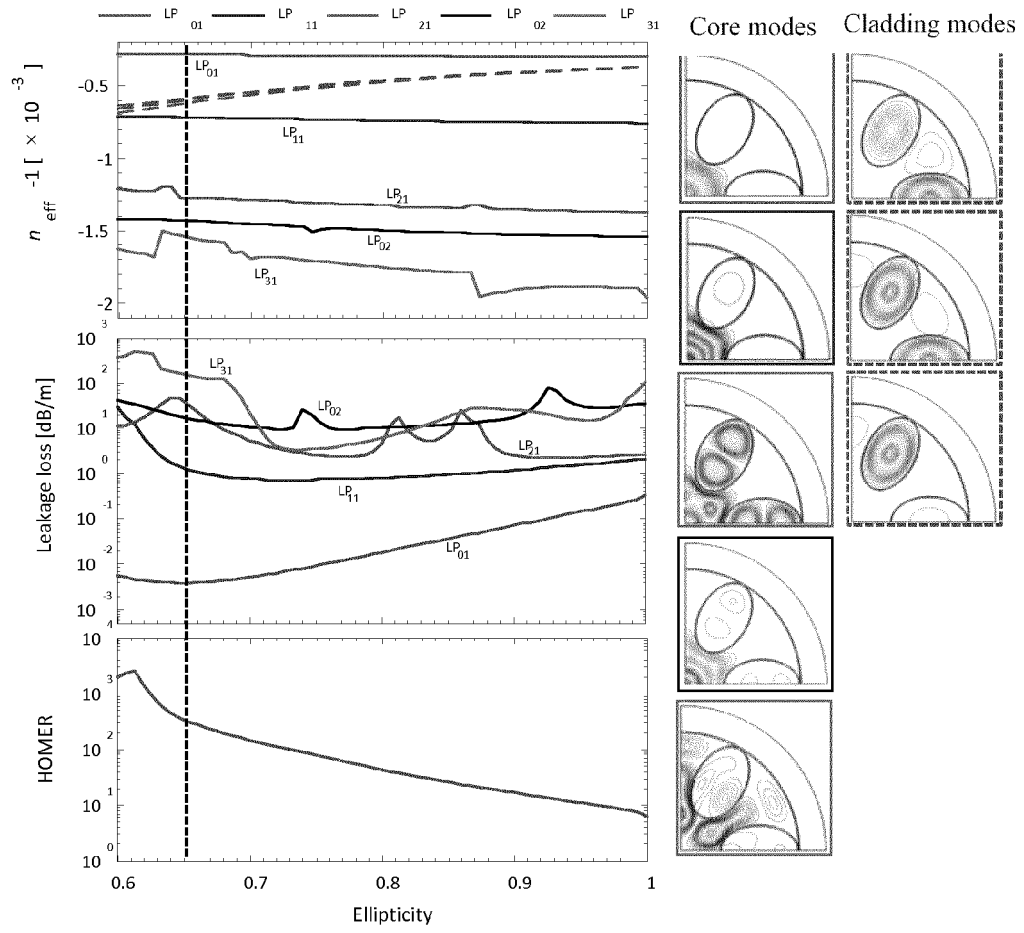 LP01 LP11 LP21 LP02 LP31
Core modes
Cladding modes
n_eff -1 [ × 10^-3 ]
-0.5
-1
-1.5
-2
LP01
LP11
LP21
LP02
LP31
Leakage loss [dB/m]
10^3
10^2
10^1
10^0
10^-1
10^-2
10^-3
LP31
LP02
LP21
LP11
LP01
HOMER
10^4
10^3
10^2
10^1
10^0
0.6 0.7 0.8 0.9 1
Ellipticity